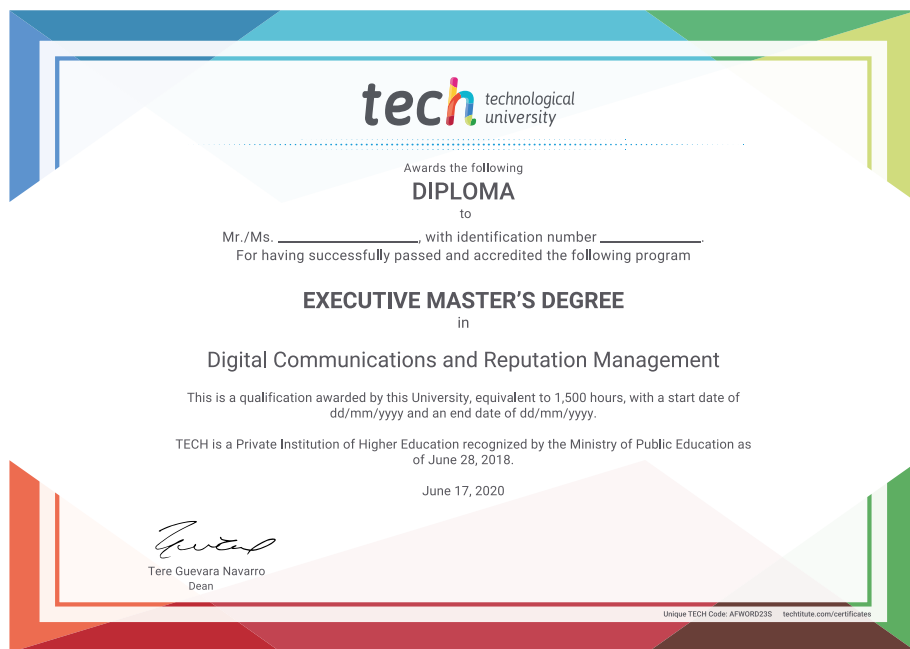 tech technological
university
Awards the following
DIPLOMA
to
Mr./Ms. ____________________, with identification number ______________.
For having successfully passed and accredited the following program
EXECUTIVE MASTER'S DEGREE
in
Digital Communications and Reputation Management
This is a qualification awarded by this University, equivalent to 1,500 hours, with a start date of
dd/mm/yyyy and an end date of dd/mm/yyyy.
TECH is a Private Institution of Higher Education recognized by the Ministry of Public Education as
of June 28, 2018.
June 17, 2020
Tere Guevara Navarro
Dean
Unique TECH Code: AFWORD23S techtitute.com/certificates